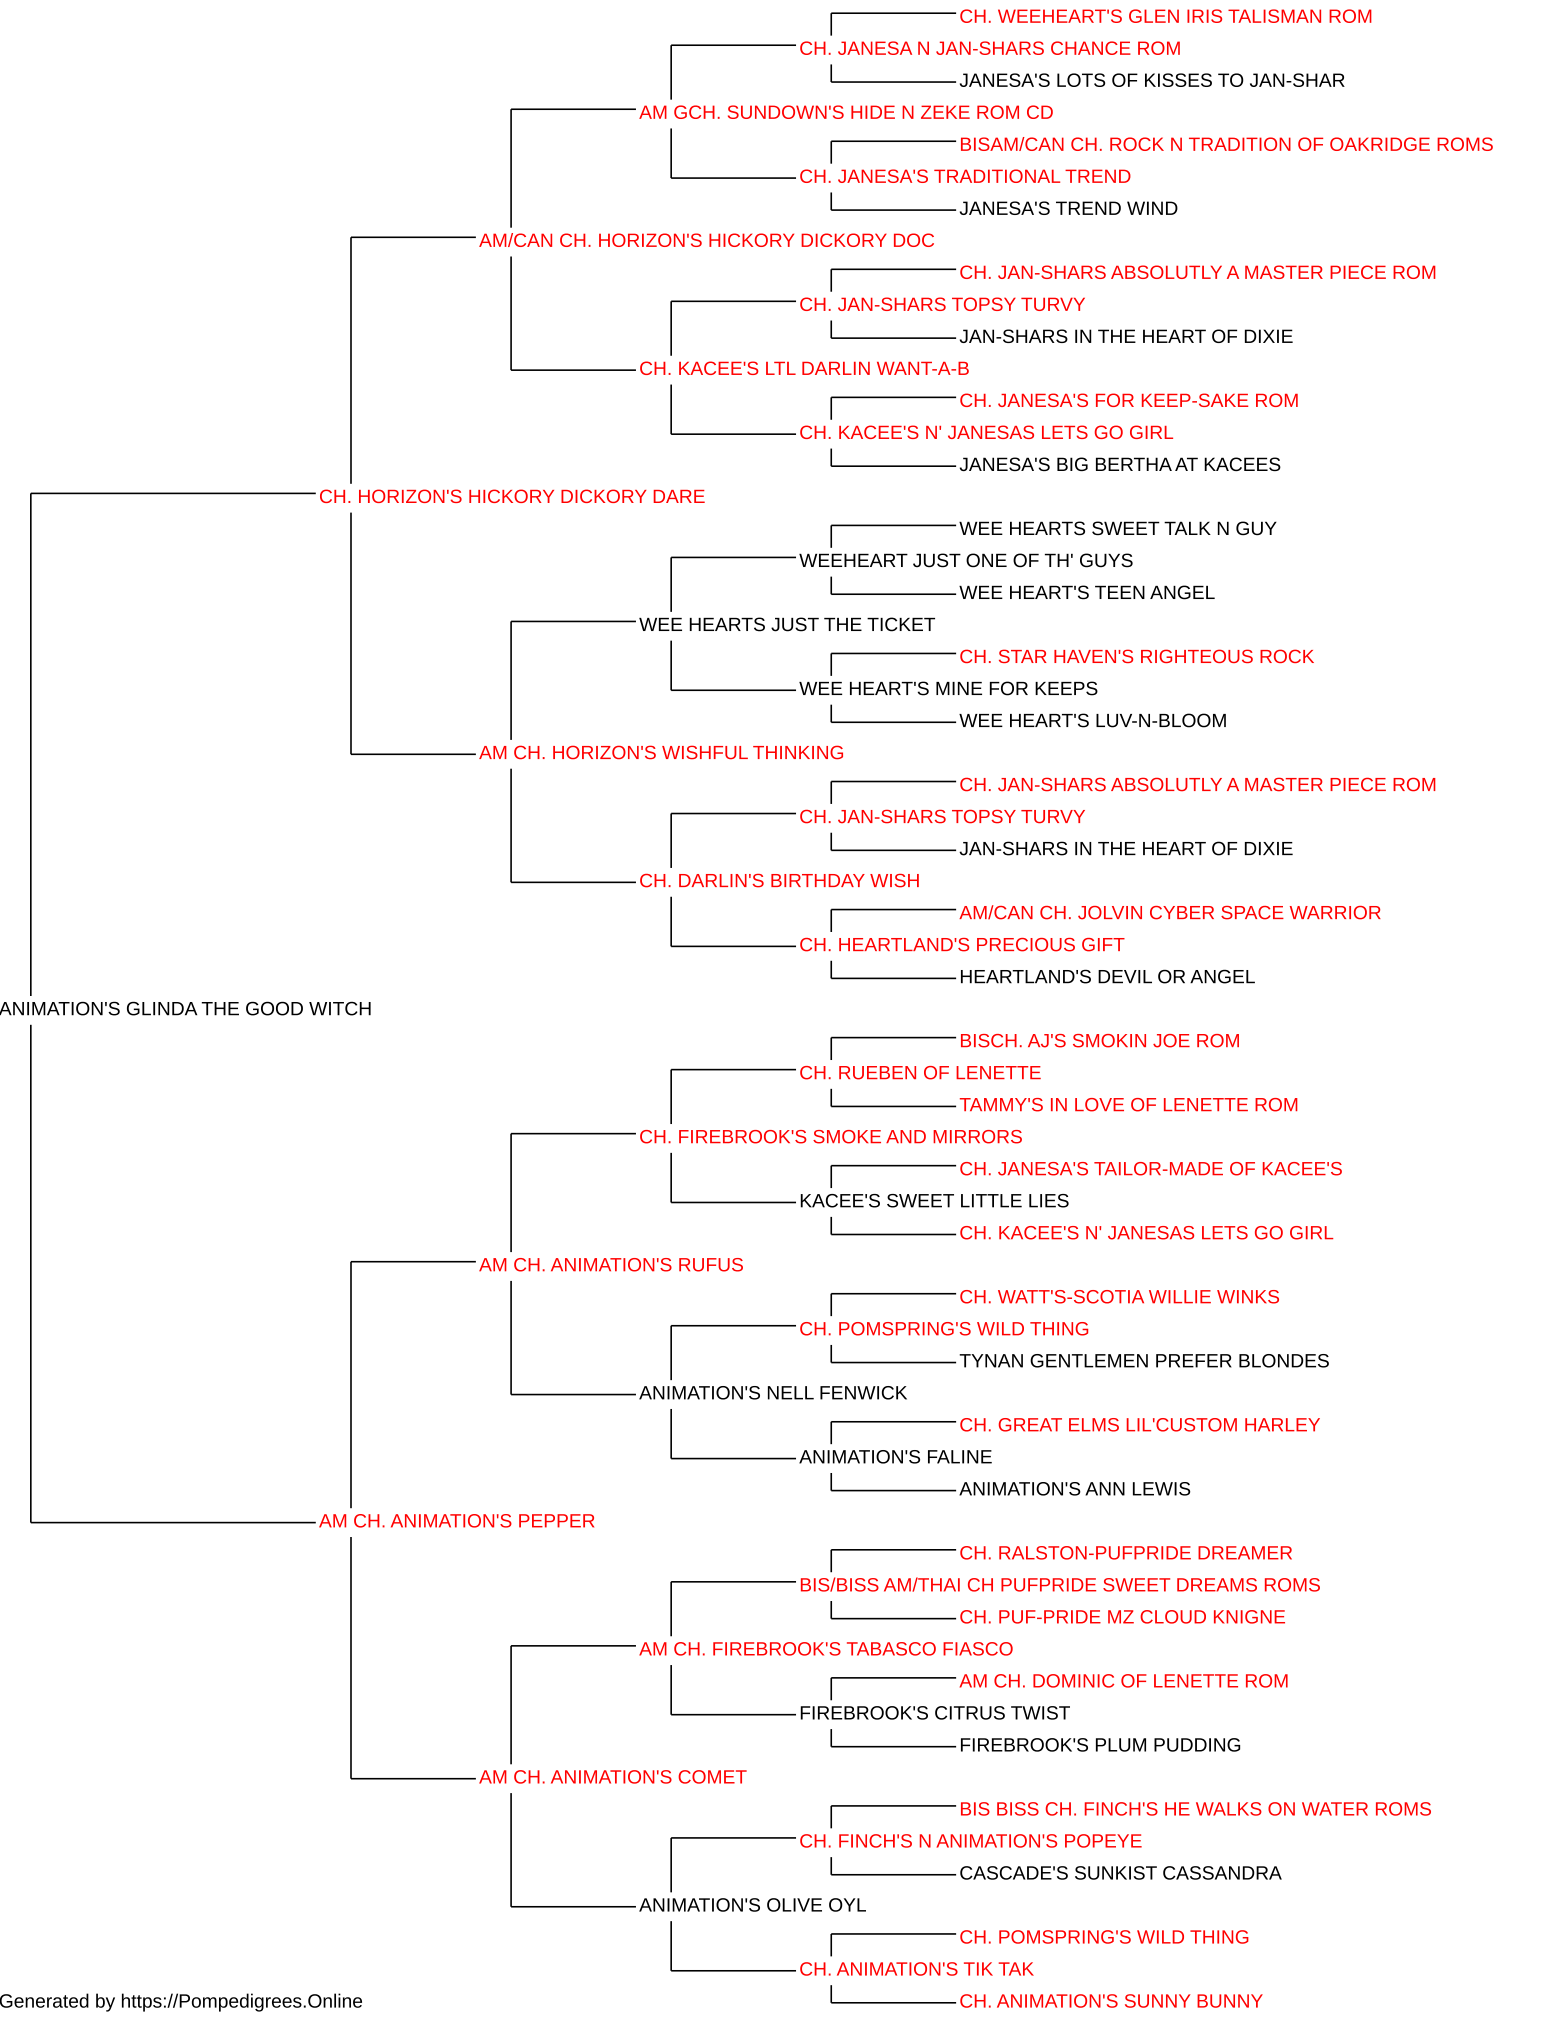 CH. WEEHEART'S GLEN IRIS TALISMAN ROM
CH. JANESA N JAN-SHARS CHANCE ROM
JANESA'S LOTS OF KISSES TO JAN-SHAR
AM GCH. SUNDOWN'S HIDE N ZEKE ROM CD
BISAM/CAN CH. ROCK N TRADITION OF OAKRIDGE ROMS
CH. JANESA'S TRADITIONAL TREND
JANESA'S TREND WIND
AM/CAN CH. HORIZON'S HICKORY DICKORY DOC
CH. JAN-SHARS ABSOLUTLY A MASTER PIECE ROM
CH. JAN-SHARS TOPSY TURVY
JAN-SHARS IN THE HEART OF DIXIE
CH. KACEE'S LTL DARLIN WANT-A-B
CH. JANESA'S FOR KEEP-SAKE ROM
CH. KACEE'S N' JANESAS LETS GO GIRL
JANESA'S BIG BERTHA AT KACEES
CH. HORIZON'S HICKORY DICKORY DARE
WEE HEARTS SWEET TALK N GUY
WEEHEART JUST ONE OF TH' GUYS
WEE HEART'S TEEN ANGEL
WEE HEARTS JUST THE TICKET
CH. STAR HAVEN'S RIGHTEOUS ROCK
WEE HEART'S MINE FOR KEEPS
WEE HEART'S LUV-N-BLOOM
AM CH. HORIZON'S WISHFUL THINKING
CH. JAN-SHARS ABSOLUTLY A MASTER PIECE ROM
CH. JAN-SHARS TOPSY TURVY
JAN-SHARS IN THE HEART OF DIXIE
CH. DARLIN'S BIRTHDAY WISH
AM/CAN CH. JOLVIN CYBER SPACE WARRIOR
CH. HEARTLAND'S PRECIOUS GIFT
HEARTLAND'S DEVIL OR ANGEL
ANIMATION'S GLINDA THE GOOD WITCH
BISCH. AJ'S SMOKIN JOE ROM
CH. RUEBEN OF LENETTE
TAMMY'S IN LOVE OF LENETTE ROM
CH. FIREBROOK'S SMOKE AND MIRRORS
CH. JANESA'S TAILOR-MADE OF KACEE'S
KACEE'S SWEET LITTLE LIES
CH. KACEE'S N' JANESAS LETS GO GIRL
AM CH. ANIMATION'S RUFUS
CH. WATT'S-SCOTIA WILLIE WINKS
CH. POMSPRING'S WILD THING
TYNAN GENTLEMEN PREFER BLONDES
ANIMATION'S NELL FENWICK
CH. GREAT ELMS LIL'CUSTOM HARLEY
ANIMATION'S FALINE
ANIMATION'S ANN LEWIS
AM CH. ANIMATION'S PEPPER
CH. RALSTON-PUFPRIDE DREAMER
BIS/BISS AM/THAI CH PUFPRIDE SWEET DREAMS ROMS
CH. PUF-PRIDE MZ CLOUD KNIGNE
AM CH. FIREBROOK'S TABASCO FIASCO
AM CH. DOMINIC OF LENETTE ROM
FIREBROOK'S CITRUS TWIST
FIREBROOK'S PLUM PUDDING
AM CH. ANIMATION'S COMET
BIS BISS CH. FINCH'S HE WALKS ON WATER ROMS
CH. FINCH'S N ANIMATION'S POPEYE
CASCADE'S SUNKIST CASSANDRA
ANIMATION'S OLIVE OYL
CH. POMSPRING'S WILD THING
CH. ANIMATION'S TIK TAK
CH. ANIMATION'S SUNNY BUNNY
Generated by https://Pompedigrees.Online